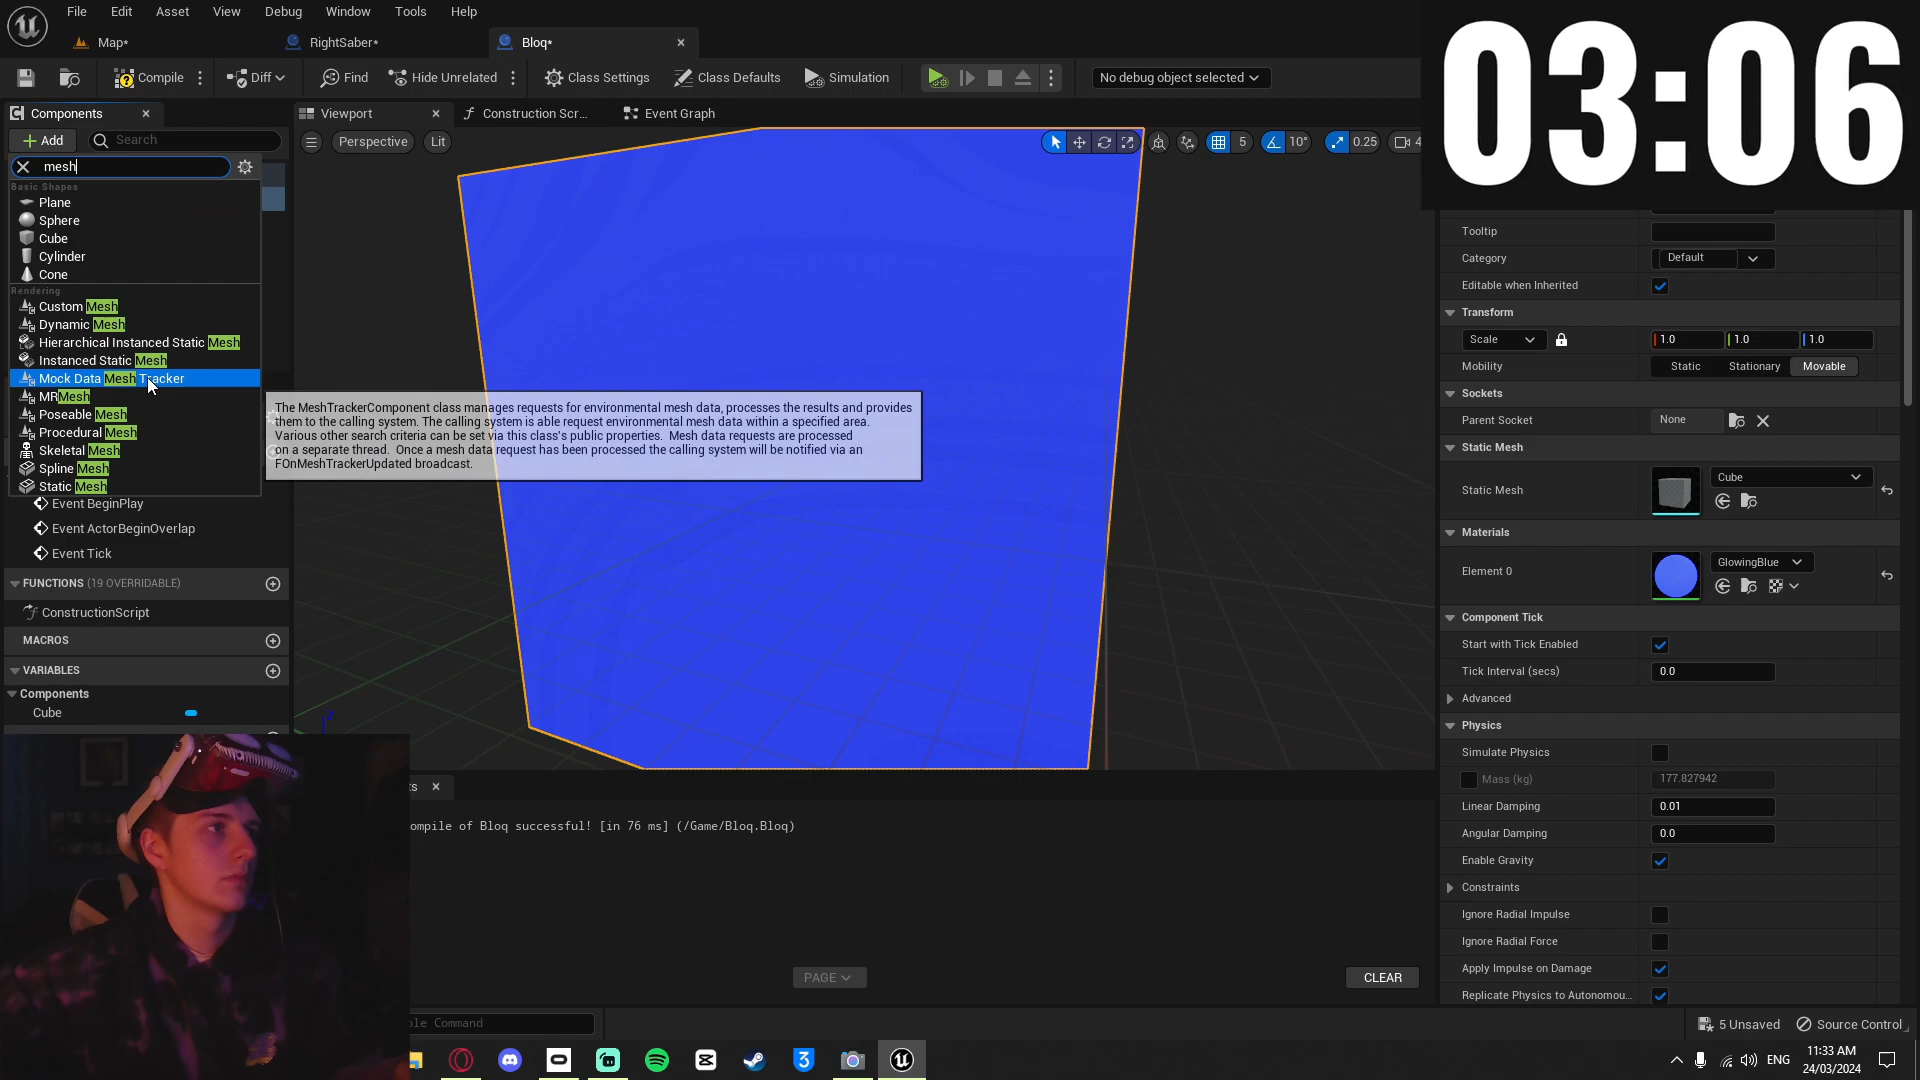 File Edit Asset View Debug Window Tools Help
Map* RightSaber* Bloq*
Compile Diff Find Hide Unrelated Class Settings Class Defaults Simulation No debug object selected
03:06
Components Viewport Construction Scr... Event Graph
Add Search
Perspective Lit 5 10° 0.25 4
mesh
Basic Shapes
Plane
Sphere
Cube
Cylinder
Cone
Rendering
Custom Mesh
Dynamic Mesh
Hierarchical Instanced Static Mesh
Instanced Static Mesh
Mock Data Mesh Tracker
MRMesh
Poseable Mesh
Procedural Mesh
Skeletal Mesh
Spline Mesh
Static Mesh
The MeshTrackerComponent class manages requests for environmental mesh data, processes the results and provides
them to the calling system. The calling system is able request environmental mesh data within a specified area.
Various other search criteria can be set via this class's public properties. Mesh data requests are processed
on a separate thread. Once a mesh data request has been processed the calling system will be notified via an
FOnMeshTrackerUpdated broadcast.
Event BeginPlay
Event ActorBeginOverlap
Event Tick
FUNCTIONS (19 OVERRIDABLE)
ConstructionScript
MACROS
VARIABLES
Components
Cube
Tooltip
Category Default
Editable when Inherited
Transform
Scale 1.0 1.0 1.0
Mobility Static Stationary Movable
Sockets
Parent Socket None
Static Mesh
Static Mesh Cube
Materials
Element 0 GlowingBlue
Component Tick
Start with Tick Enabled
Tick Interval (secs) 0.0
Advanced
Physics
Simulate Physics
Mass (kg) 177.827942
Linear Damping 0.01
Angular Damping 0.0
Enable Gravity
Constraints
Ignore Radial Impulse
Ignore Radial Force
Apply Impulse on Damage
Replicate Physics to Autonomou...
ts
ompile of Bloq successful! [in 76 ms] (/Game/Bloq.Bloq)
PAGE CLEAR
ole Command
5 Unsaved Source Control
3 ENG 11:33 AM
24/03/2024